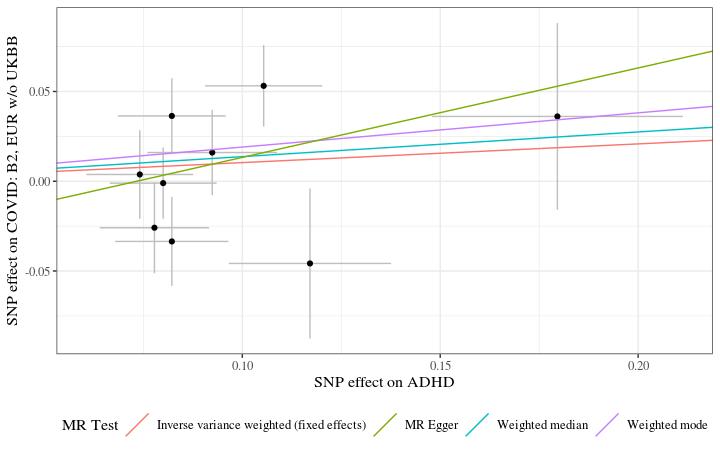 SNP effect on COVID: B2, EUR w/o UKBB
0.05
0.00
-0.05
0.10
0.15
0.20
SNP effect on ADHD
MR Test
Inverse variance weighted (fixed effects)
MR Egger
Weighted median
Weighted mode